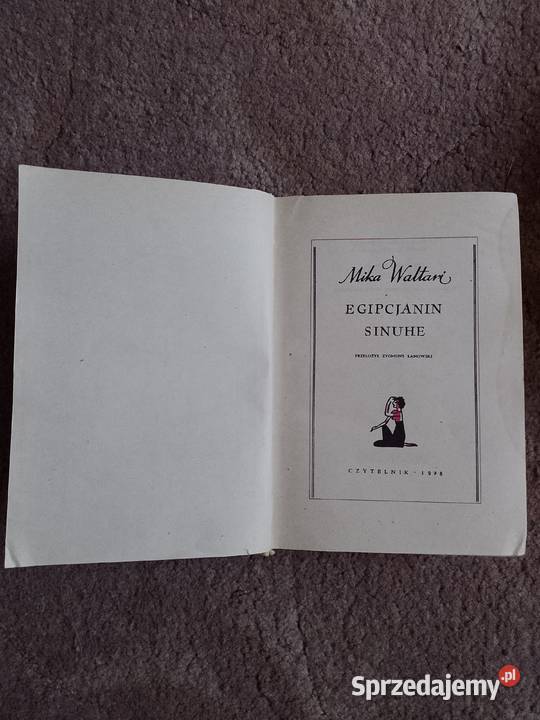 Mika Waltari
EGIPCJANIN
SINUHE
PRZEŁOŻYŁ ZYGMUNT ŁANOWSKI
CZYTELNIK · 1998
Sprzedajemy.pl